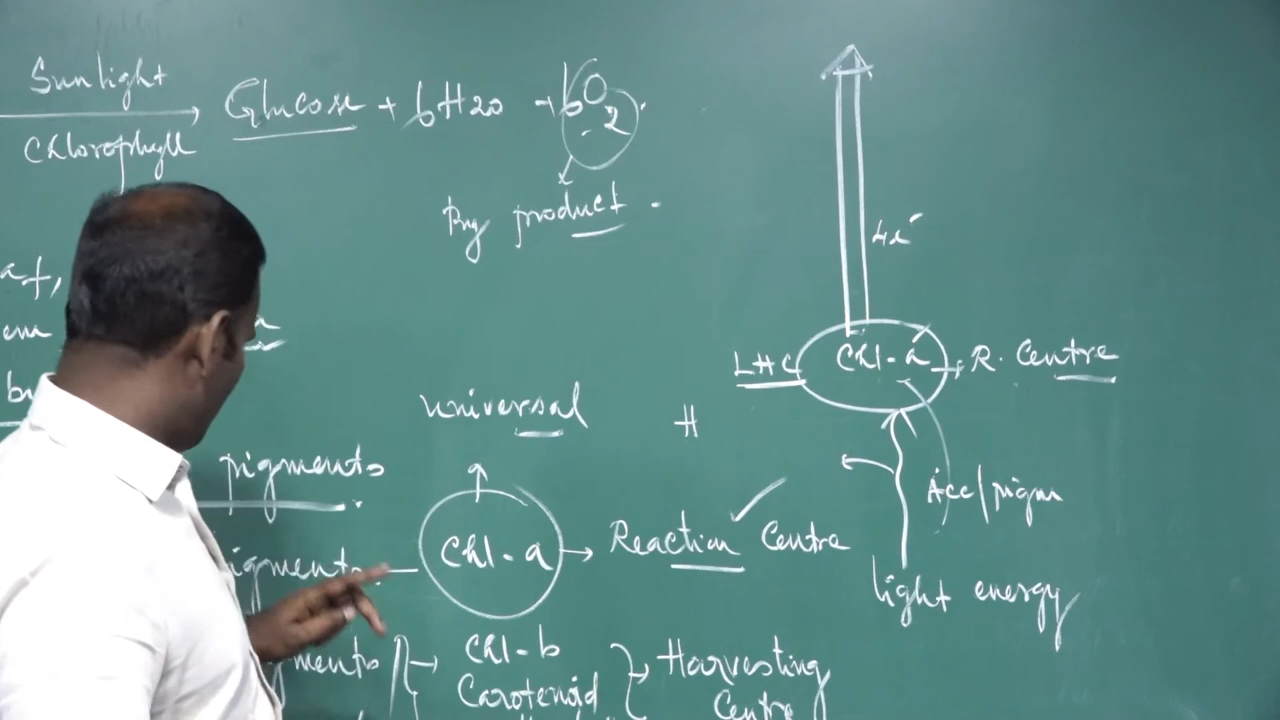 Sunlight
Glucose + 6H2O + 6O2
Chlorophyll
By product
4e-
LHC Chl-a R. Centre
universal H
pigments
Acc/pigm
Chl-a Reaction Centre
light energy
Chl-b
Carotenoid
Harvesting
Centre